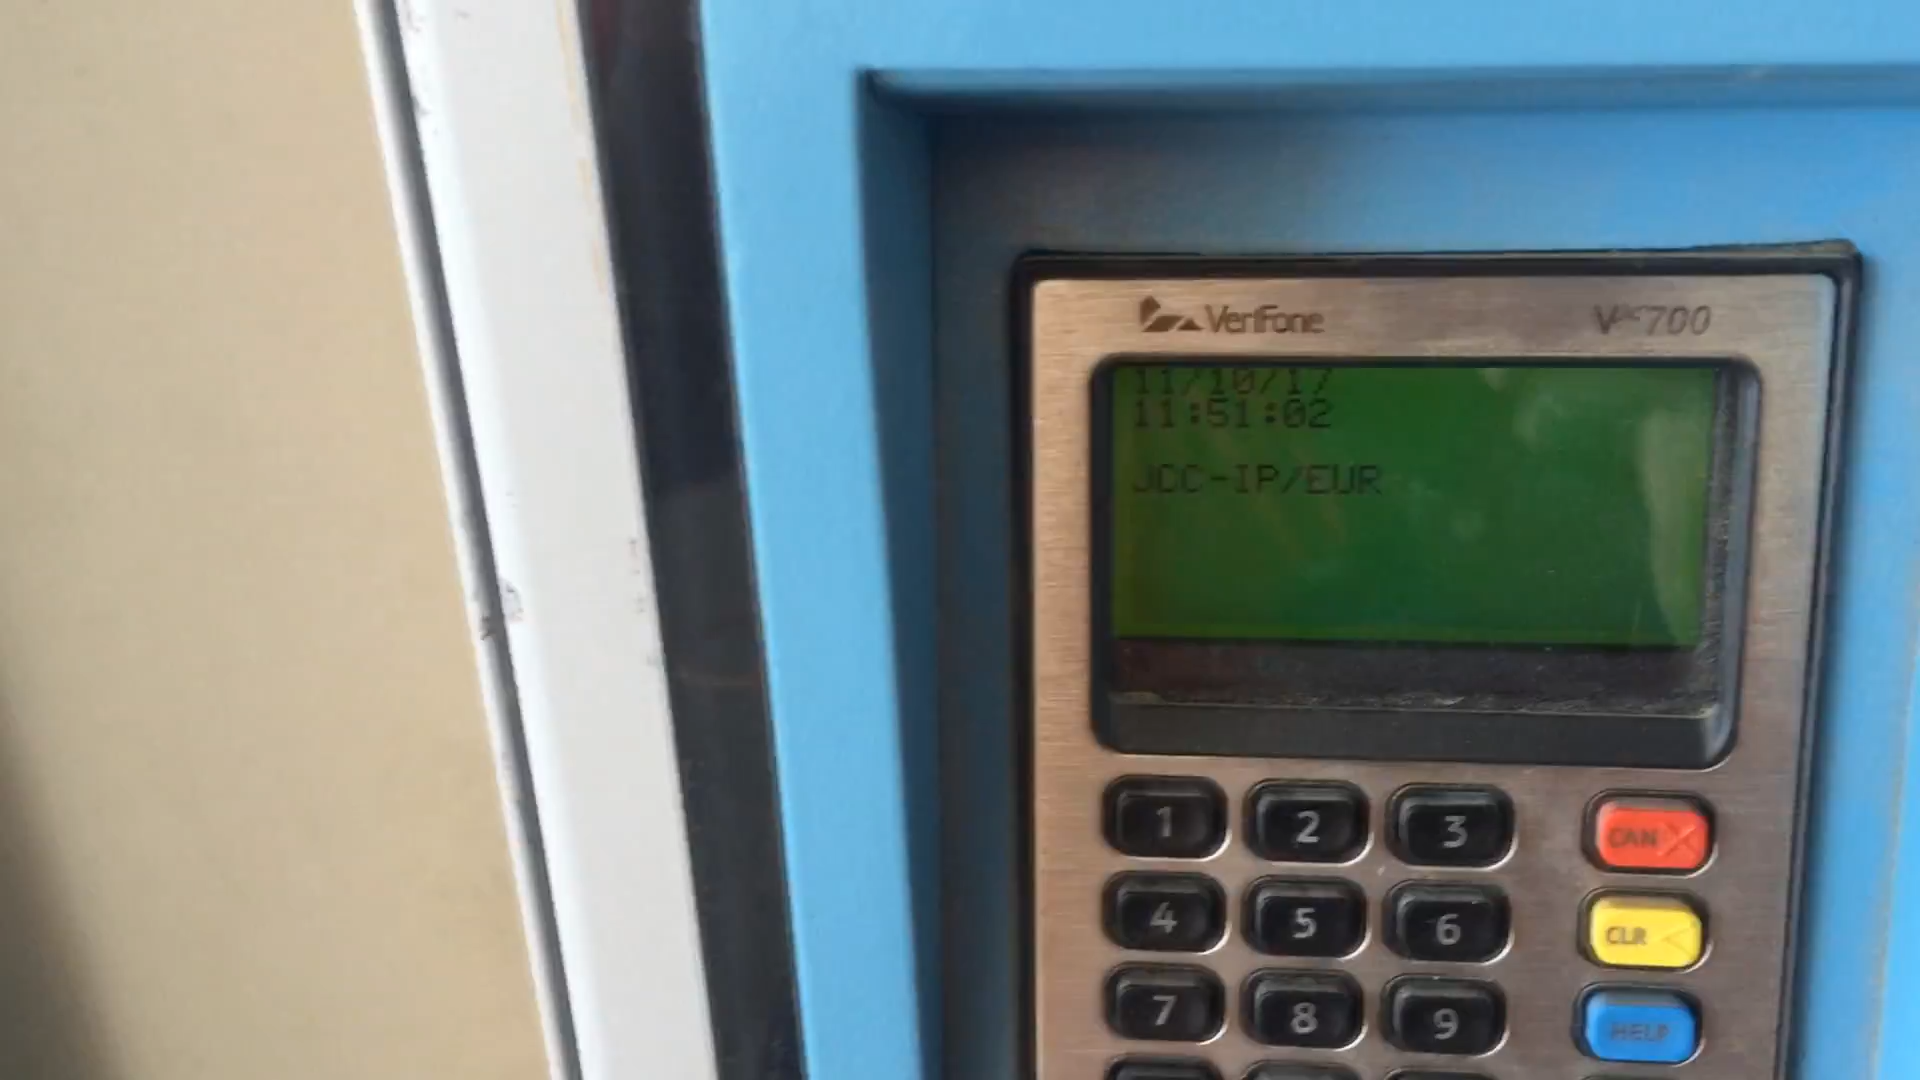 VeriFone
Vx700
11/10/17
11:51:02
JCC-IP/EUR
1 2 3 CAN
4 5 6 CLR <
7 8 9 HELP